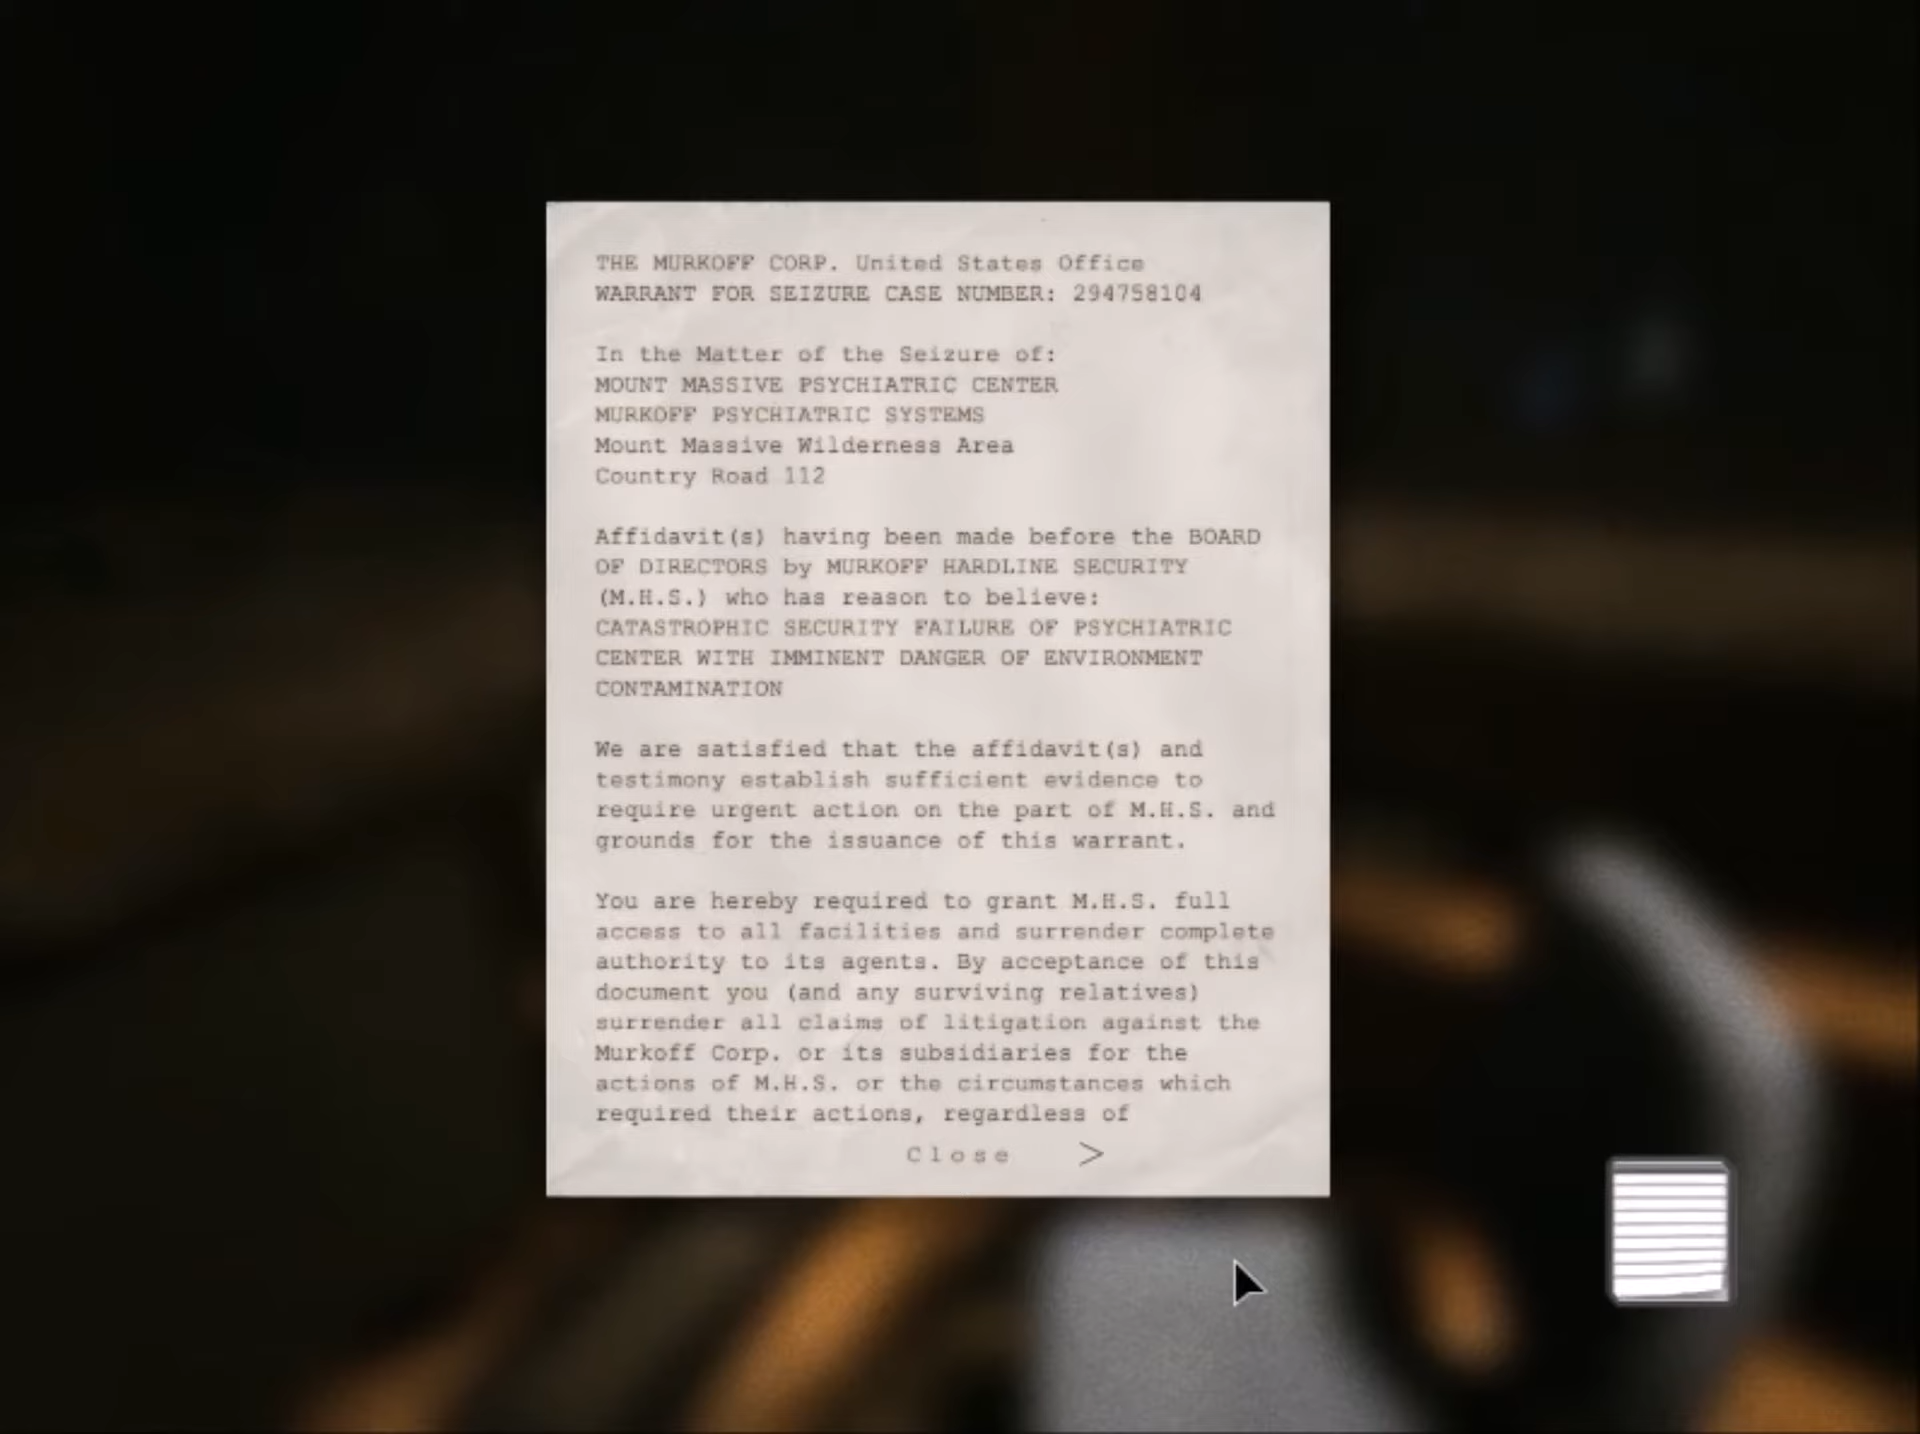 THE MURKOFF CORP. United States Office
WARRANT FOR SEIZURE CASE NUMBER: 294758104
In the Matter of the Seizure of:
MOUNT MASSIVE PSYCHIATRIC CENTER
MURKOFF PSYCHIATRIC SYSTEMS
Mount Massive Wilderness Area
Country Road 112
Affidavit(s) having been made before the BOARD
OF DIRECTORS by MURKOFF HARDLINE SECURITY
(M.H.S.) who has reason to believe:
CATASTROPHIC SECURITY FAILURE OF PSYCHIATRIC
CENTER WITH IMMINENT DANGER OF ENVIRONMENT
CONTAMINATION
We are satisfied that the affidavit(s) and
testimony establish sufficient evidence to
require urgent action on the part of M.H.S. and
grounds for the issuance of this warrant.
You are hereby required to grant M.H.S. full
access to all facilities and surrender complete
authority to its agents. By acceptance of this
document you (and any surviving relatives)
surrender all claims of litigation against the
Murkoff Corp. or its subsidiaries for the
actions of M.H.S. or the circumstances which
required their actions, regardless of
Close >